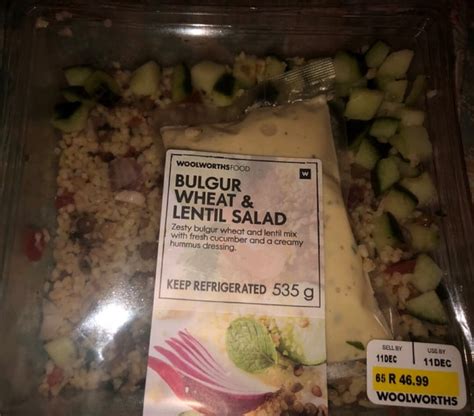 WOOLWORTHSFOOD
W
BULGUR
WHEAT &
LENTIL SALAD
Zesty bulgur wheat and lentil mix
with fresh cucumber and a creamy
hummus dressing.
KEEP REFRIGERATED 535 g
SELL BY USE BY
11DEC 11DEC
65 R 46.99
WOOLWORTHS